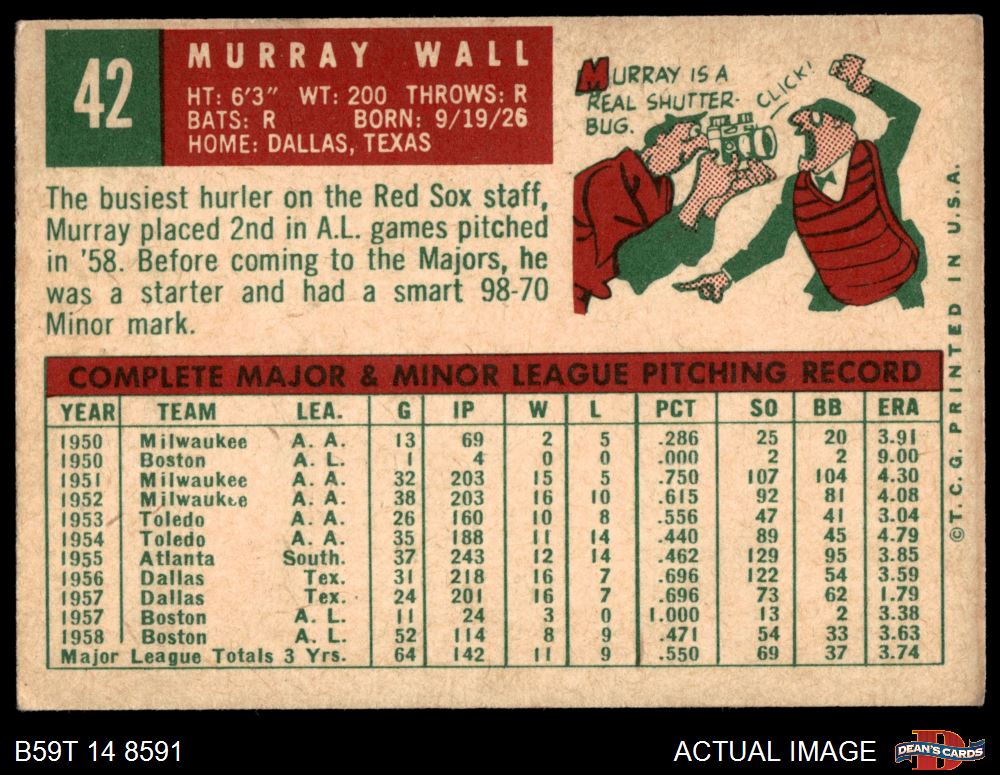 42
MURRAY WALL
HT: 6'3" WT: 200 THROWS: R
BATS: R BORN: 9/19/26
HOME: DALLAS, TEXAS
MURRAY IS A
REAL SHUTTER-
BUG.
CLICK!
The busiest hurler on the Red Sox staff,
Murray placed 2nd in A.L. games pitched
in '58. Before coming to the Majors, he
was a starter and had a smart 98-70
Minor mark.
COMPLETE MAJOR & MINOR LEAGUE PITCHING RECORD
YEAR TEAM LEA. G IP W L PCT SO BB ERA
1950 Milwaukee A. A. 13 69 2 5 .286 25 20 3.91
1950 Boston A. L. 1 4 0 0 .000 2 2 9.00
1951 Milwaukee A. A. 32 203 15 5 .750 107 104 4.30
1952 Milwaukee A. A. 38 203 16 10 .615 92 81 4.08
1953 Toledo A. A. 26 160 10 8 .556 47 41 3.04
1954 Toledo A. A. 35 188 11 14 .440 89 45 4.79
1955 Atlanta South. 37 243 12 14 .462 129 95 3.85
1956 Dallas Tex. 31 218 16 7 .696 122 54 3.59
1957 Dallas Tex. 24 201 16 7 .696 73 62 1.79
1957 Boston A. L. 11 24 3 0 1.000 13 2 3.38
1958 Boston A. L. 52 114 8 9 .471 54 33 3.63
Major League Totals 3 Yrs. 64 142 11 9 .550 69 37 3.74
© T. C. G. PRINTED IN U.S.A.
B59T 14 8591
ACTUAL IMAGE
DEAN'S CARDS